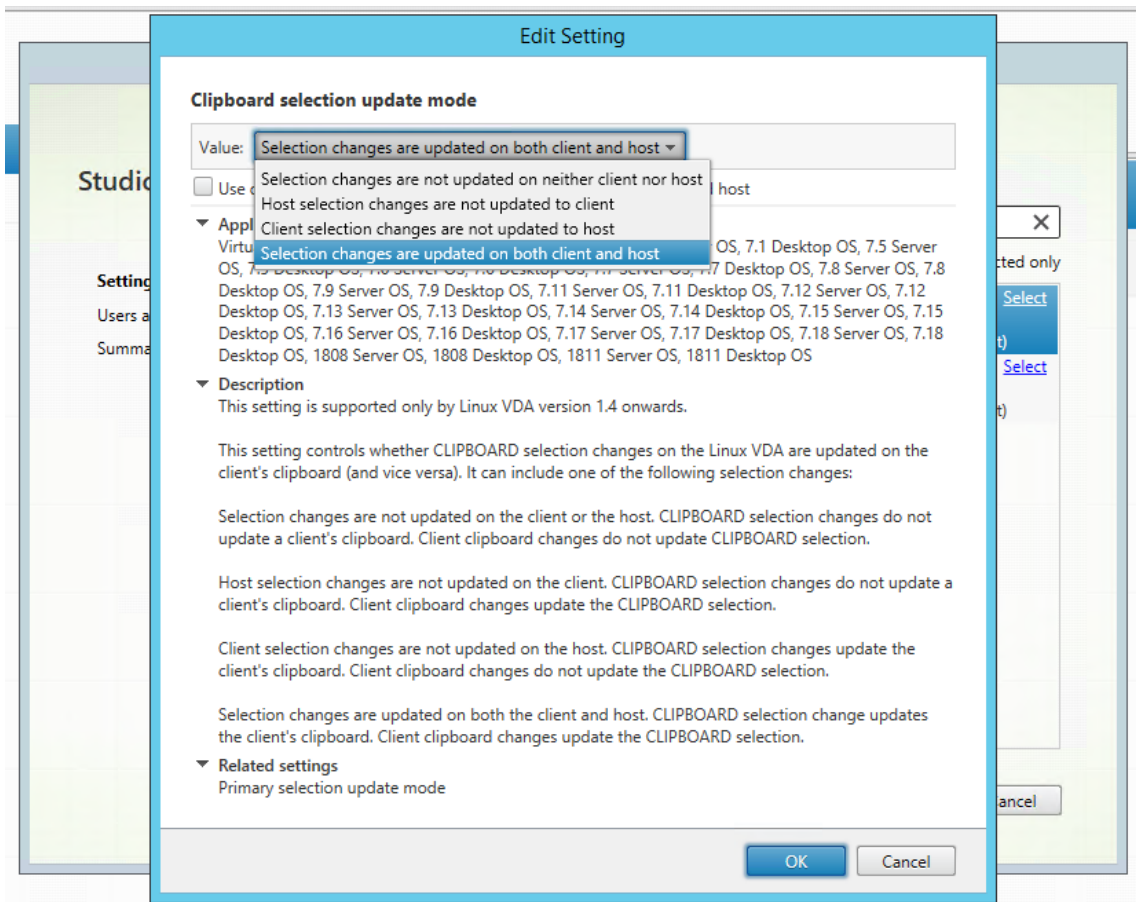 Edit Setting
Clipboard selection update mode
Value: Selection changes are updated on both client and host
Selection changes are not updated on neither client nor host
Host selection changes are not updated to client
Client selection changes are not updated to host
Selection changes are updated on both client and host
Use host
Studio
OS, 7.1 Desktop OS, 7.5 Server
OS, 7.7 Desktop OS, 7.8 Server OS, 7.8
Desktop OS, 7.9 Server OS, 7.9 Desktop OS, 7.11 Server OS, 7.11 Desktop OS, 7.12 Server OS, 7.12
Desktop OS, 7.13 Server OS, 7.13 Desktop OS, 7.14 Server OS, 7.14 Desktop OS, 7.15 Server OS, 7.15
Desktop OS, 7.16 Server OS, 7.16 Desktop OS, 7.17 Server OS, 7.17 Desktop OS, 7.18 Server OS, 7.18
Desktop OS, 1808 Server OS, 1808 Desktop OS, 1811 Server OS, 1811 Desktop OS
Description
This setting is supported only by Linux VDA version 1.4 onwards.
This setting controls whether CLIPBOARD selection changes on the Linux VDA are updated on the
client's clipboard (and vice versa). It can include one of the following selection changes:
Selection changes are not updated on the client or the host. CLIPBOARD selection changes do not
update a client's clipboard. Client clipboard changes do not update CLIPBOARD selection.
Host selection changes are not updated on the client. CLIPBOARD selection changes do not update a
client's clipboard. Client clipboard changes update the CLIPBOARD selection.
Client selection changes are not updated on the host. CLIPBOARD selection changes update the
client's clipboard. Client clipboard changes do not update the CLIPBOARD selection.
Selection changes are updated on both the client and host. CLIPBOARD selection change updates
the client's clipboard. Client clipboard changes update the CLIPBOARD selection.
Related settings
Primary selection update mode
OK Cancel
Setting
Users a
Summa
cted only
Select
t)
Select
t)
ancel